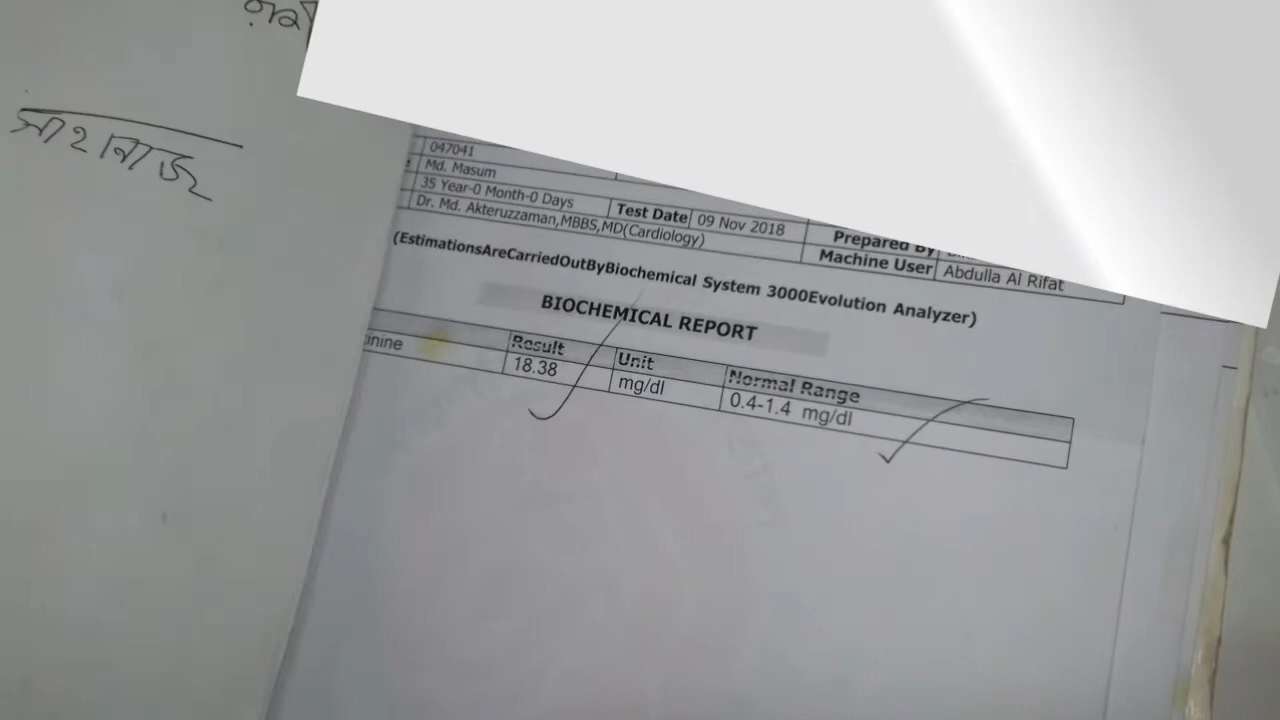 সাহনাজ
047041
Md. Masum
35 Year-0 Month-0 Days Test Date 09 Nov 2018 Prepared By
Dr. Md. Akteruzzaman,MBBS,MD(Cardiology) Machine User Abdulla Al Rifat
(EstimationsAreCarriedOutByBiochemical System 3000Evolution Analyzer)
BIOCHEMICAL REPORT
Result Unit Normal Range
inine 18.38 mg/dl 0.4-1.4 mg/dl